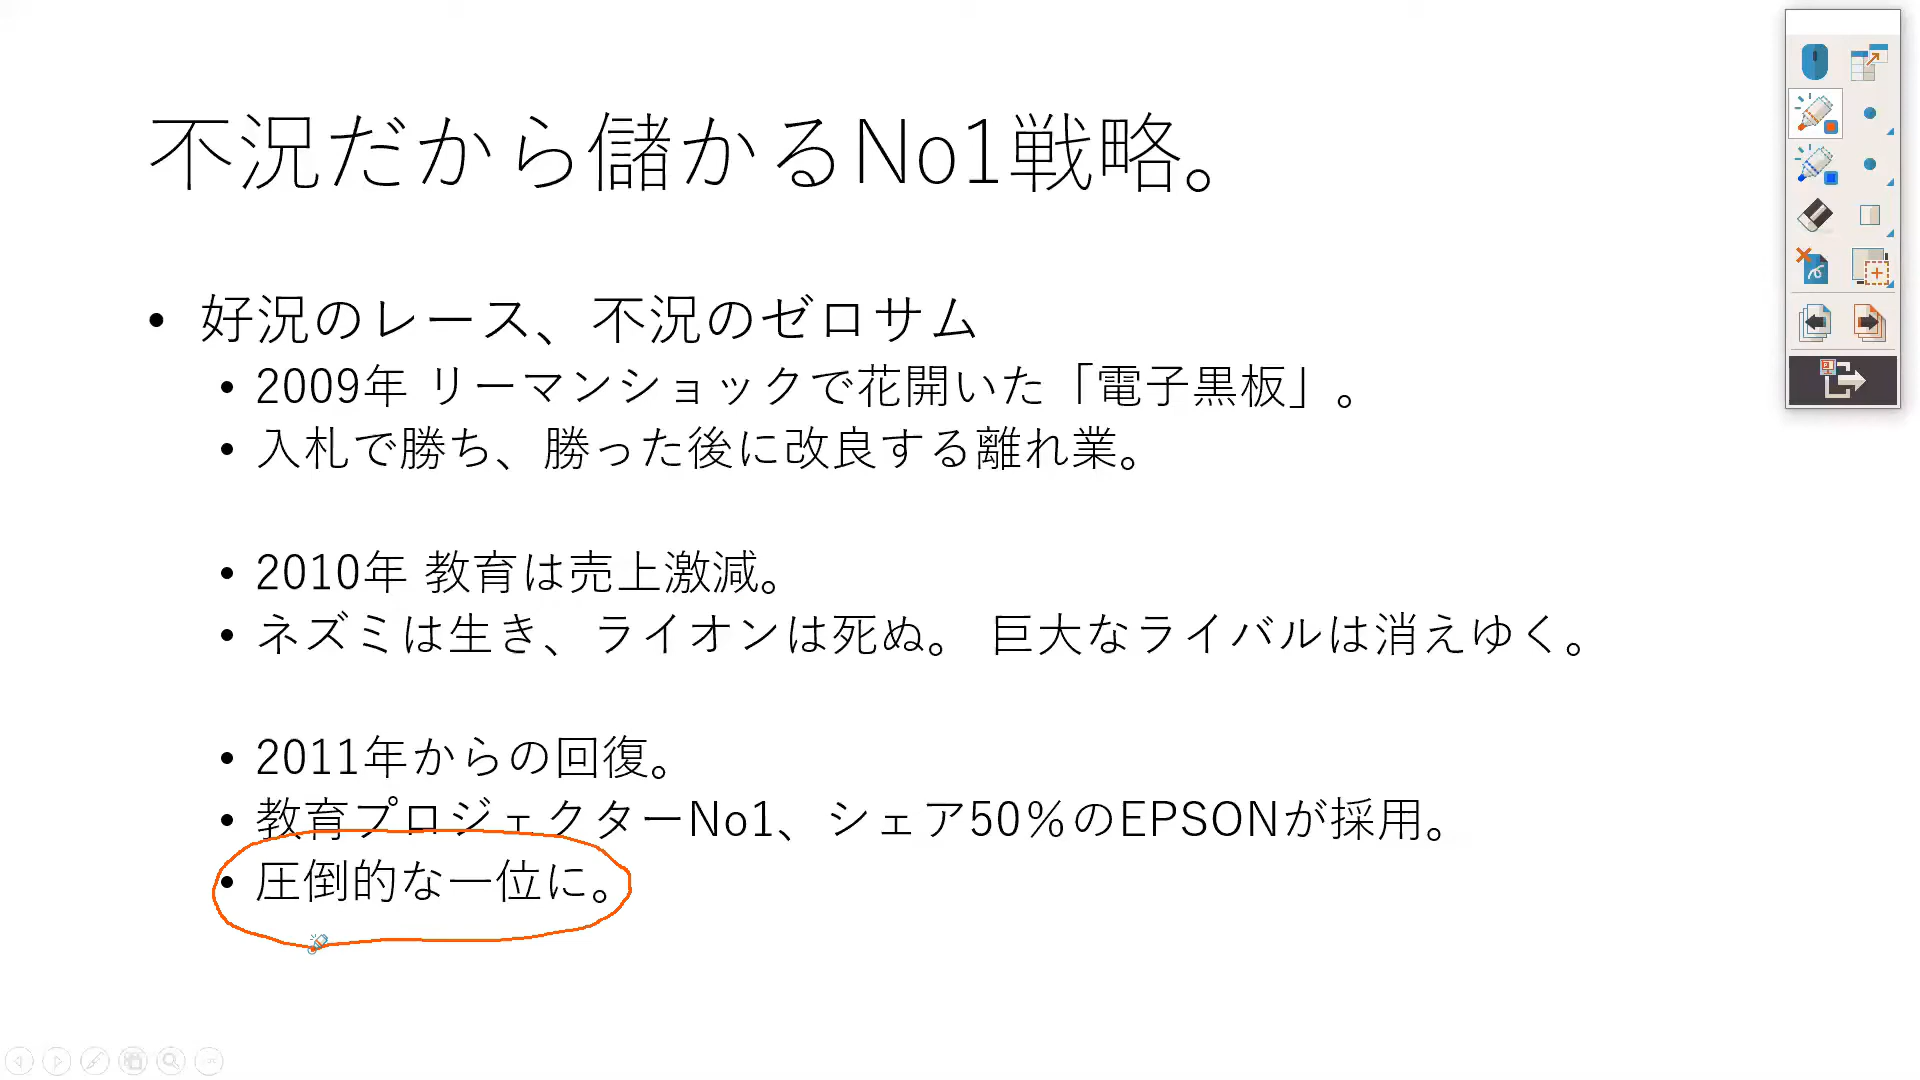 不況だから儲かるNo1戦略。
• 好況のレース、不況のゼロサム
• 2009年 リーマンショックで花開いた「電子黒板」。
• 入札で勝ち、勝った後に改良する離れ業。
• 2010年 教育は売上激減。
• ネズミは生き、ライオンは死ぬ。 巨大なライバルは消えゆく。
• 2011年からの回復。
• 教育プロジェクターNo1、シェア50%のEPSONが採用。
• 圧倒的な一位に。